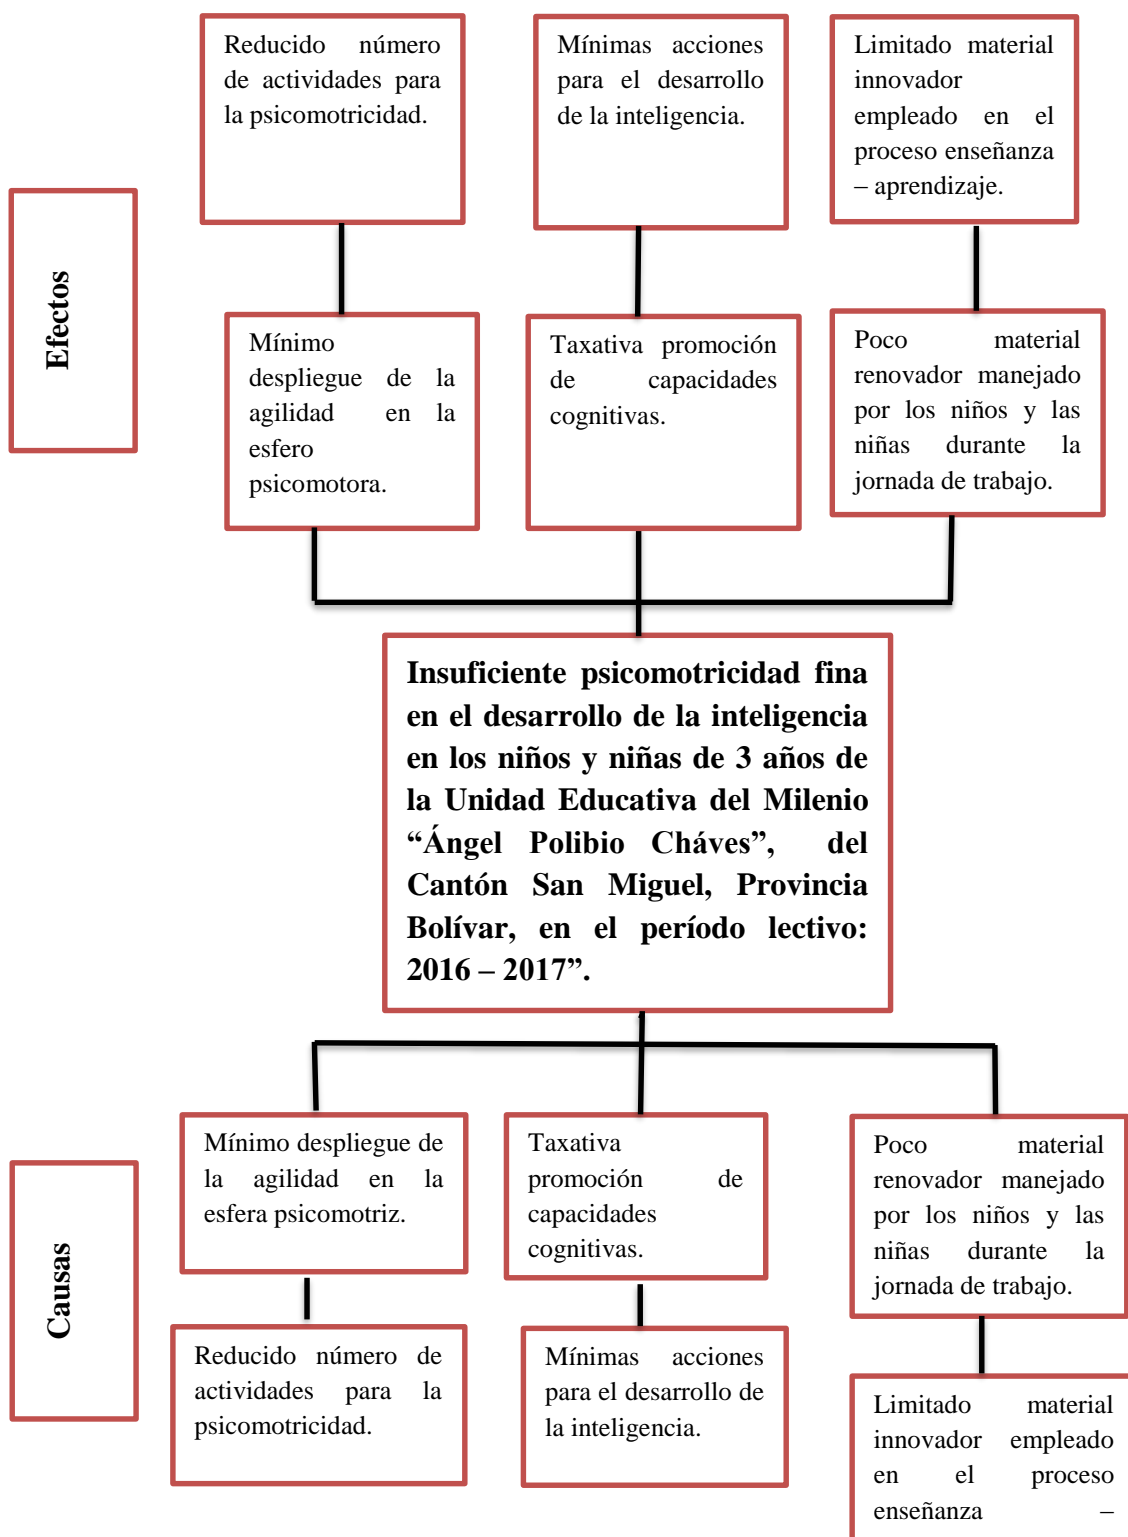 Reducido número
de actividades para
la psicomotricidad.
Mínimas acciones
para el desarrollo
de la inteligencia.
Limitado material
innovador
empleado en el
proceso enseñanza
– aprendizaje.
Efectos
Mínimo
despliegue de la
agilidad en la
esfero
psicomotora.
Taxativa promoción
de capacidades
cognitivas.
Poco material
renovador manejado
por los niños y las
niñas durante la
jornada de trabajo.
Insuficiente psicomotricidad fina
en el desarrollo de la inteligencia
en los niños y niñas de 3 años de
la Unidad Educativa del Milenio
“Ángel Polibio Cháves”, del
Cantón San Miguel, Provincia
Bolívar, en el período lectivo:
2016 – 2017”.
Causas
Mínimo despliegue de
la agilidad en la
esfera psicomotriz.
Taxativa
promoción de
capacidades
cognitivas.
Poco material
renovador manejado
por los niños y las
niñas durante la
jornada de trabajo.
Reducido número de
actividades para la
psicomotricidad.
Mínimas acciones
para el desarrollo de
la inteligencia.
Limitado material
innovador empleado
en el proceso
enseñanza –